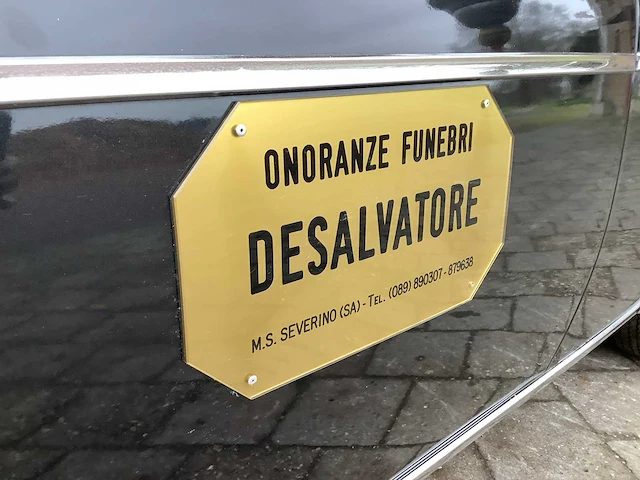 ONORANZE FUNEBRI
DESALVATORE
M.S. SEVERINO (SA) - TEL. (089) 890307 - 879638